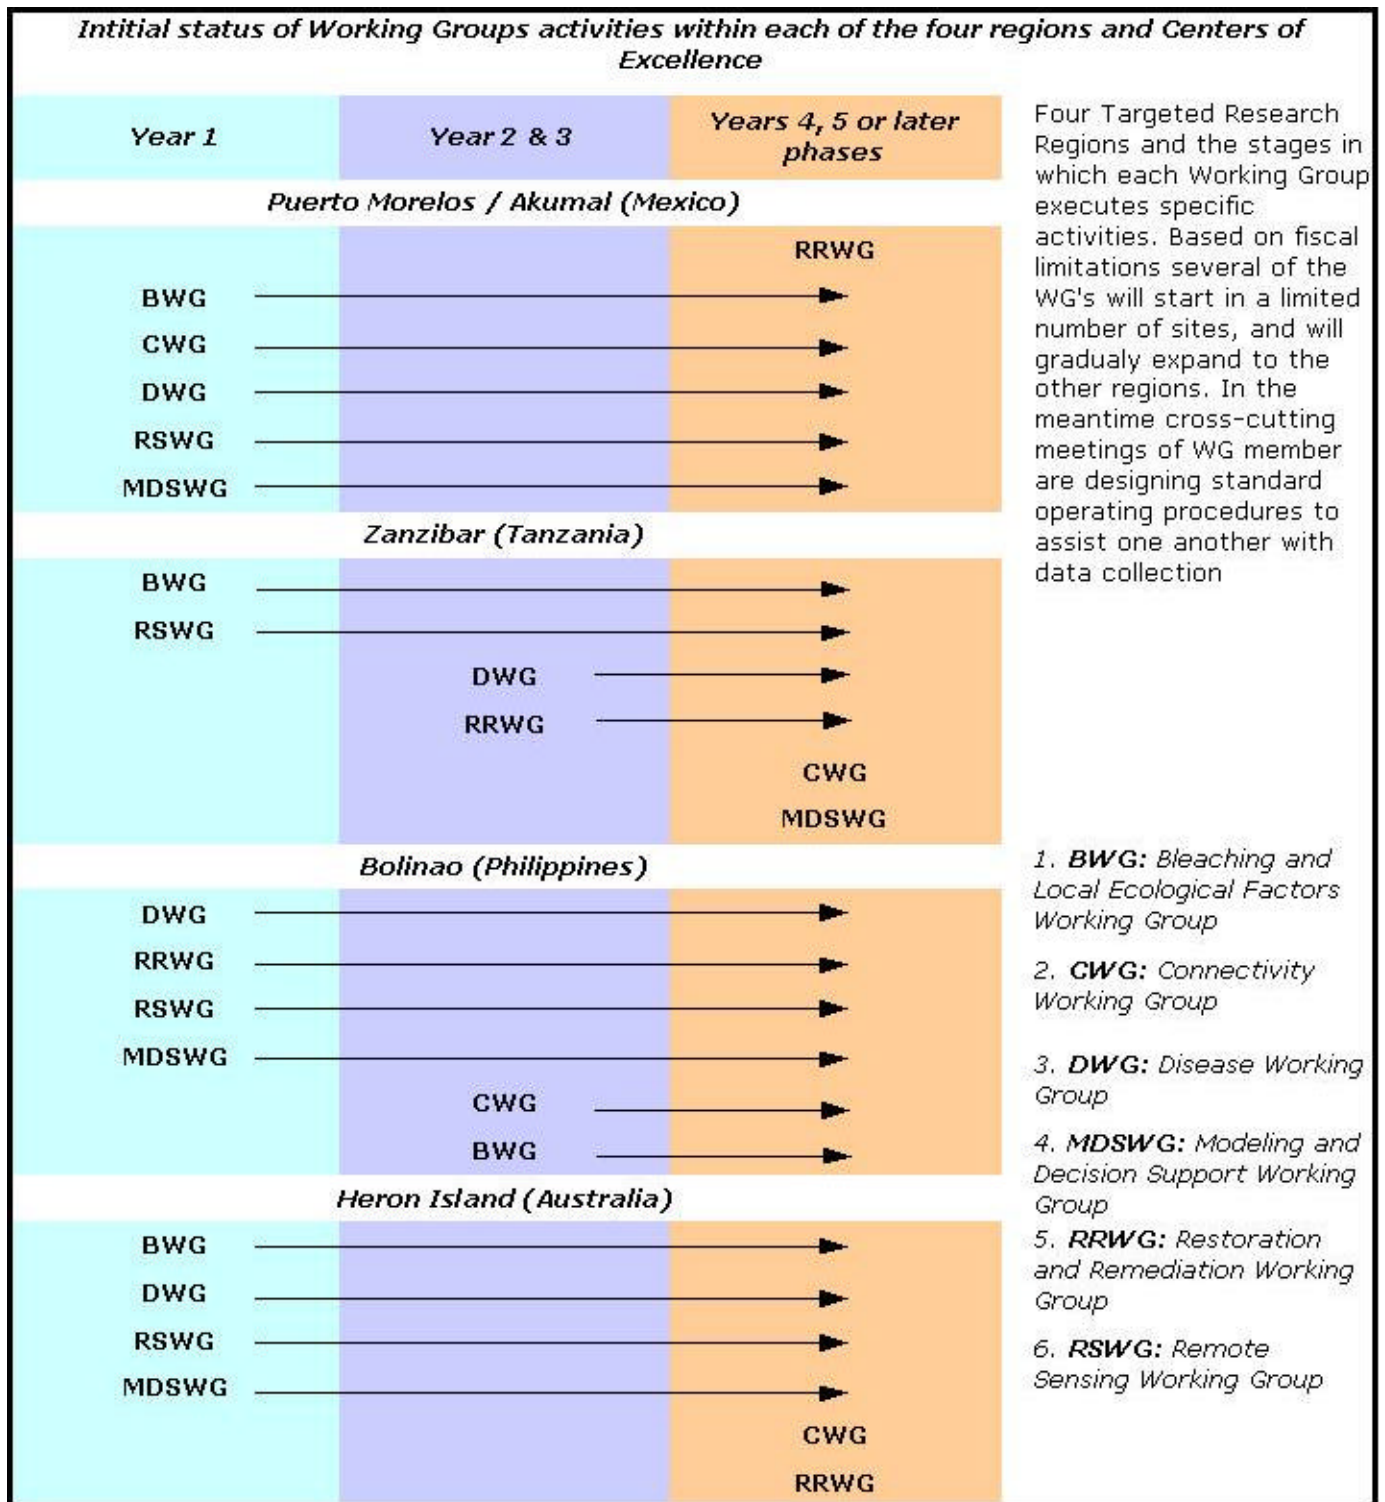 Intitial status of Working Groups activities within each of the four regions and Centers of
Excellence
Year 1
Year 2 & 3
Years 4, 5 or later
phases
Puerto Morelos / Akumal (Mexico)
RRWG
BWG
CWG
DWG
RSWG
MDSWG
Zanzibar (Tanzania)
BWG
RSWG
DWG
RRWG
CWG
MDSWG
Bolinao (Philippines)
DWG
RRWG
RSWG
MDSWG
CWG
BWG
Heron Island (Australia)
BWG
DWG
RSWG
MDSWG
CWG
RRWG
Four Targeted Research
Regions and the stages in
which each Working Group
executes specific
activities. Based on fiscal
limitations several of the
WG's will start in a limited
number of sites, and will
gradualy expand to the
other regions. In the
meantime cross-cutting
meetings of WG member
are designing standard
operating procedures to
assist one another with
data collection
1. BWG: Bleaching and
Local Ecological Factors
Working Group
2. CWG: Connectivity
Working Group
3. DWG: Disease Working
Group
4. MDSWG: Modeling and
Decision Support Working
Group
5. RRWG: Restoration
and Remediation Working
Group
6. RSWG: Remote
Sensing Working Group